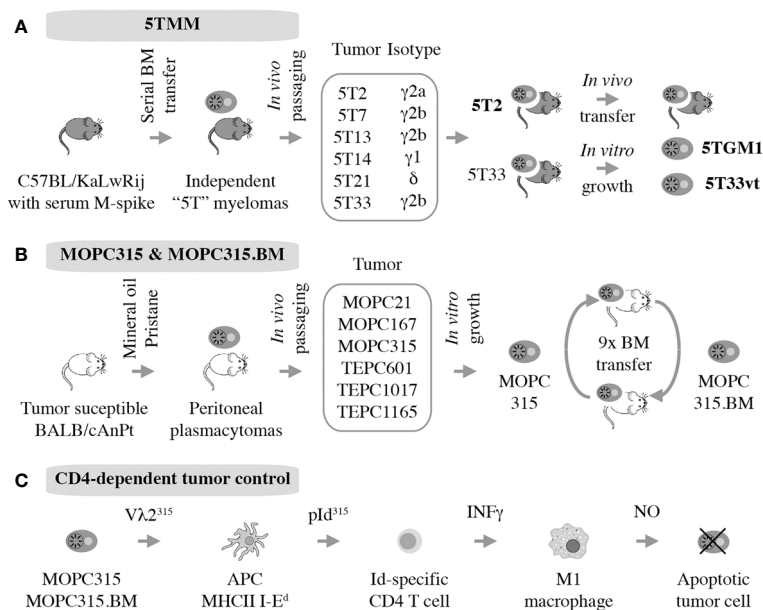 A
5TMM
Serial BM
transfer
In vivo
passaging
Tumor Isotype
5T2 γ2a
5T7 γ2b
5T13 γ2b
5T14 γ1
5T21 δ
5T33 γ2b
C57BL/KaLwRij
with serum M-spike
Independent
“5T” myelomas
5T2
In vivo
transfer
5T33
In vitro
growth
5TGM1
5T33vt
B
MOPC315 & MOPC315.BM
Mineral oil
Pristane
In vivo
passaging
Tumor
MOPC21
MOPC167
MOPC315
TEPC601
TEPC1017
TEPC1165
In vitro
growth
Tumor suceptible
BALB/cAnPt
Peritoneal
plasmacytomas
MOPC
315
9x BM
transfer
MOPC
315.BM
C
CD4-dependent tumor control
Vλ2³¹⁵
pId³¹⁵
INFγ
NO
MOPC315
MOPC315.BM
APC
MHCII I-Eᵈ
Id-specific
CD4 T cell
M1
macrophage
Apoptotic
tumor cell